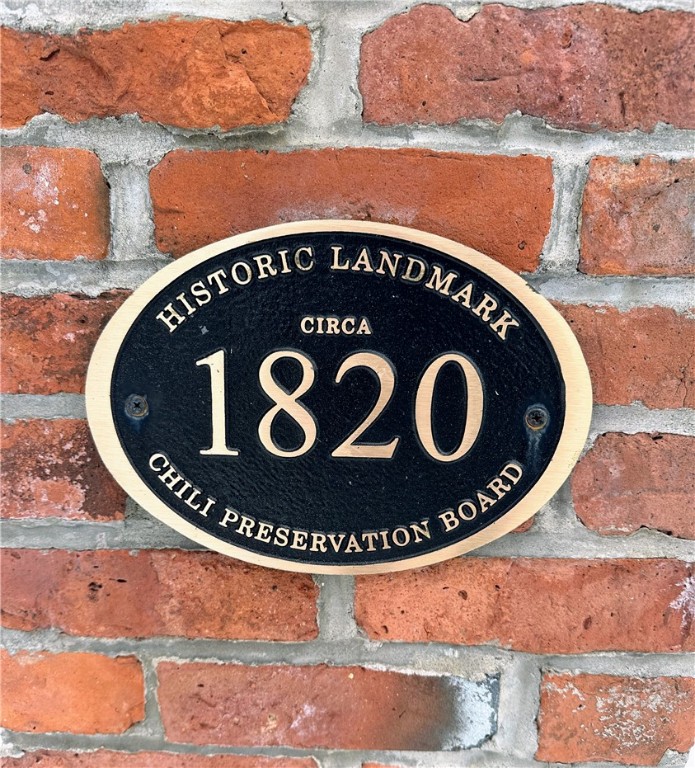 HISTORIC LANDMARK
CIRCA
1820
CHILI PRESERVATION BOARD